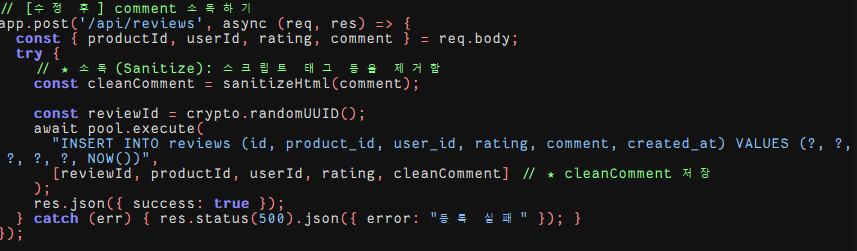 // [수정 후] comment 소독하기
app.post('/api/reviews', async (req, res) => {
  const { productId, userId, rating, comment } = req.body;
  try {
    // ★ 소독(Sanitize): 스크립트 태그 등을 제거함
    const cleanComment = sanitizeHtml(comment);

    const reviewId = crypto.randomUUID();
    await pool.execute(
      "INSERT INTO reviews (id, product_id, user_id, rating, comment, created_at) VALUES (?, ?,
 ?, ?, ?, NOW())",
      [reviewId, productId, userId, rating, cleanComment] // ★ cleanComment 저장
    );
    res.json({ success: true });
  } catch (err) { res.status(500).json({ error: "등록 실패" }); }
});